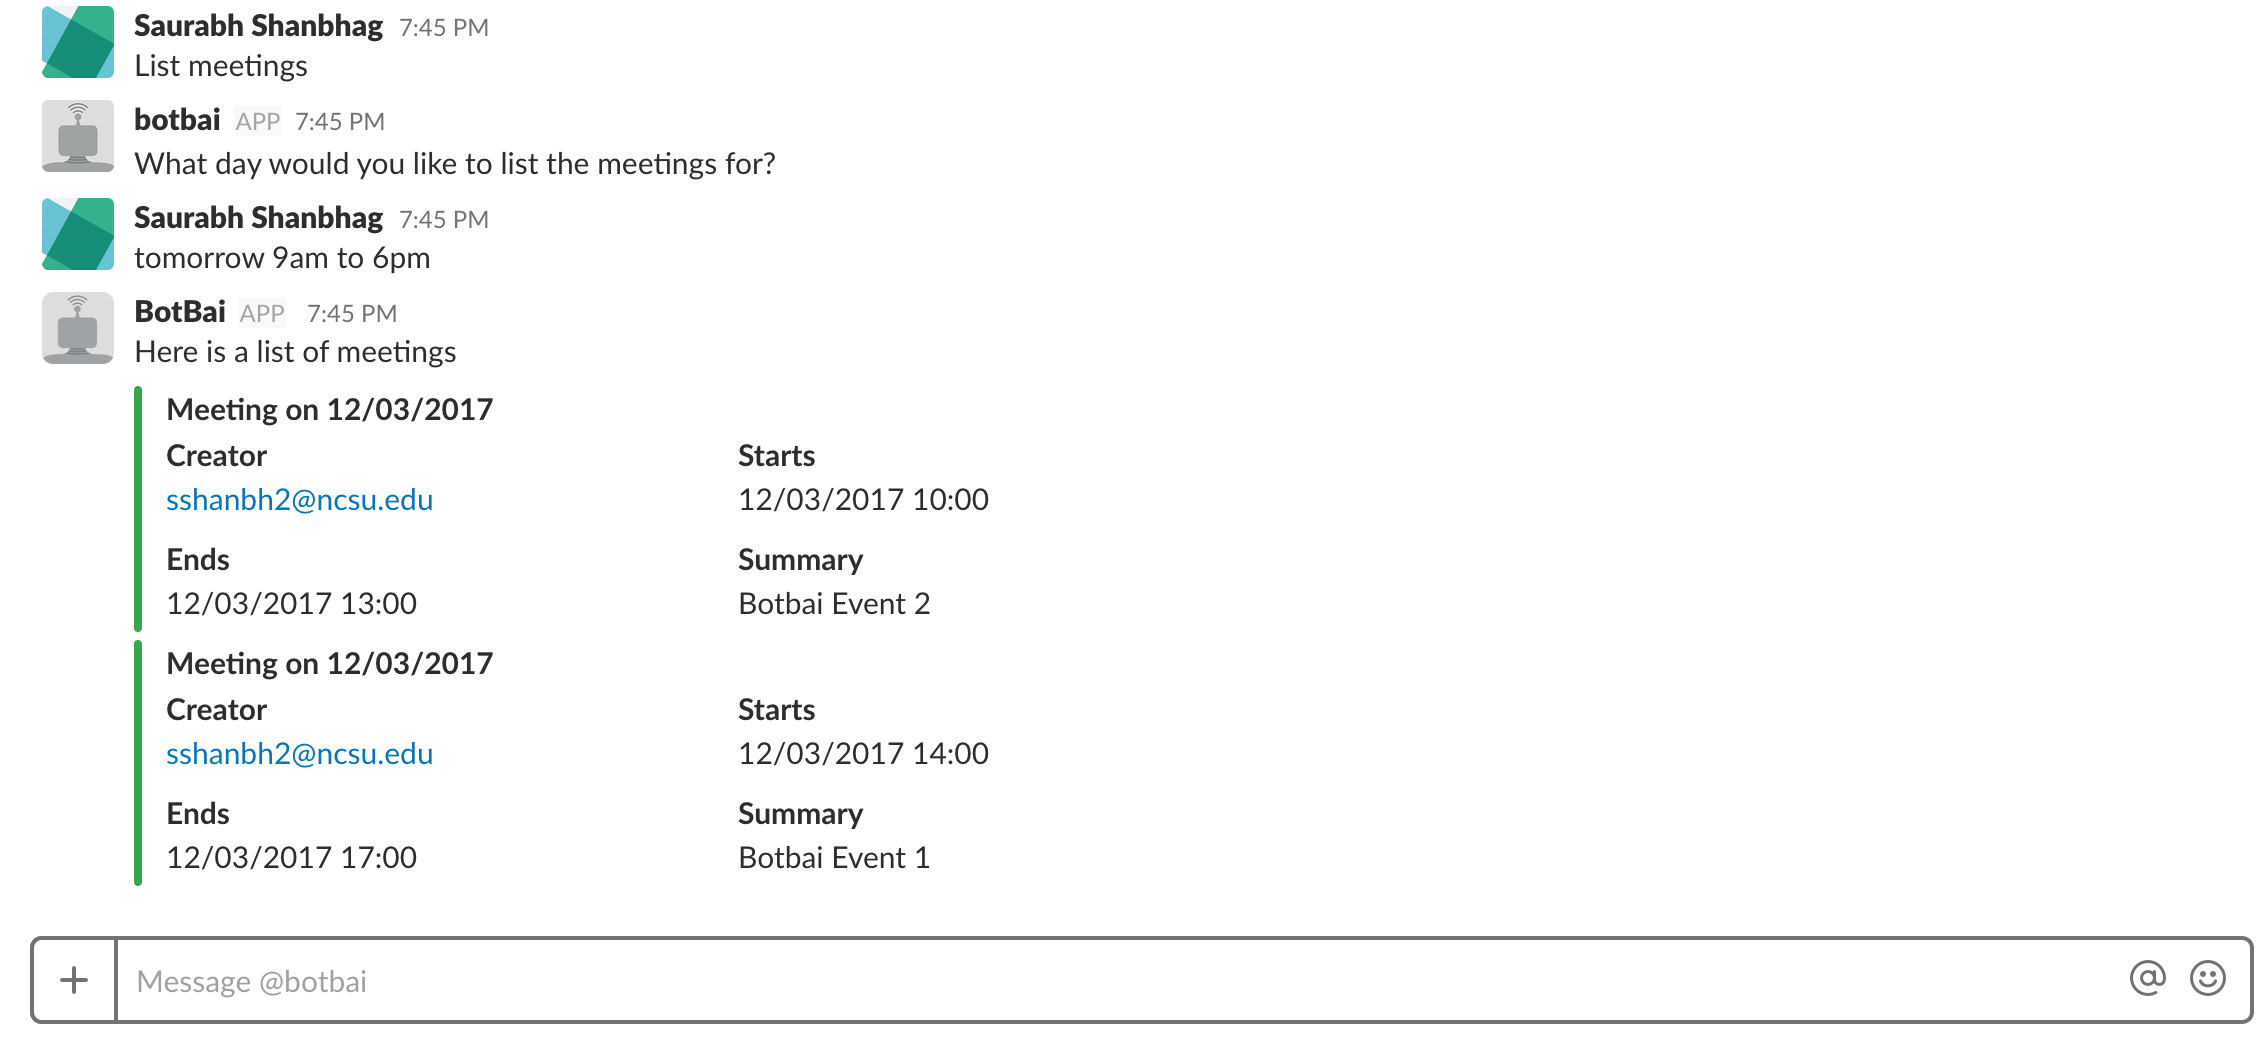 Saurabh Shanbhag 7:45 PM
List meetings
botbai APP 7:45 PM
What day would you like to list the meetings for?
Saurabh Shanbhag 7:45 PM
tomorrow 9am to 6pm
BotBai APP 7:45 PM
Here is a list of meetings
Meeting on 12/03/2017
Creator Starts
sshanbh2@ncsu.edu 12/03/2017 10:00
Ends Summary
12/03/2017 13:00 Botbai Event 2
Meeting on 12/03/2017
Creator Starts
sshanbh2@ncsu.edu 12/03/2017 14:00
Ends Summary
12/03/2017 17:00 Botbai Event 1
Message @botbai